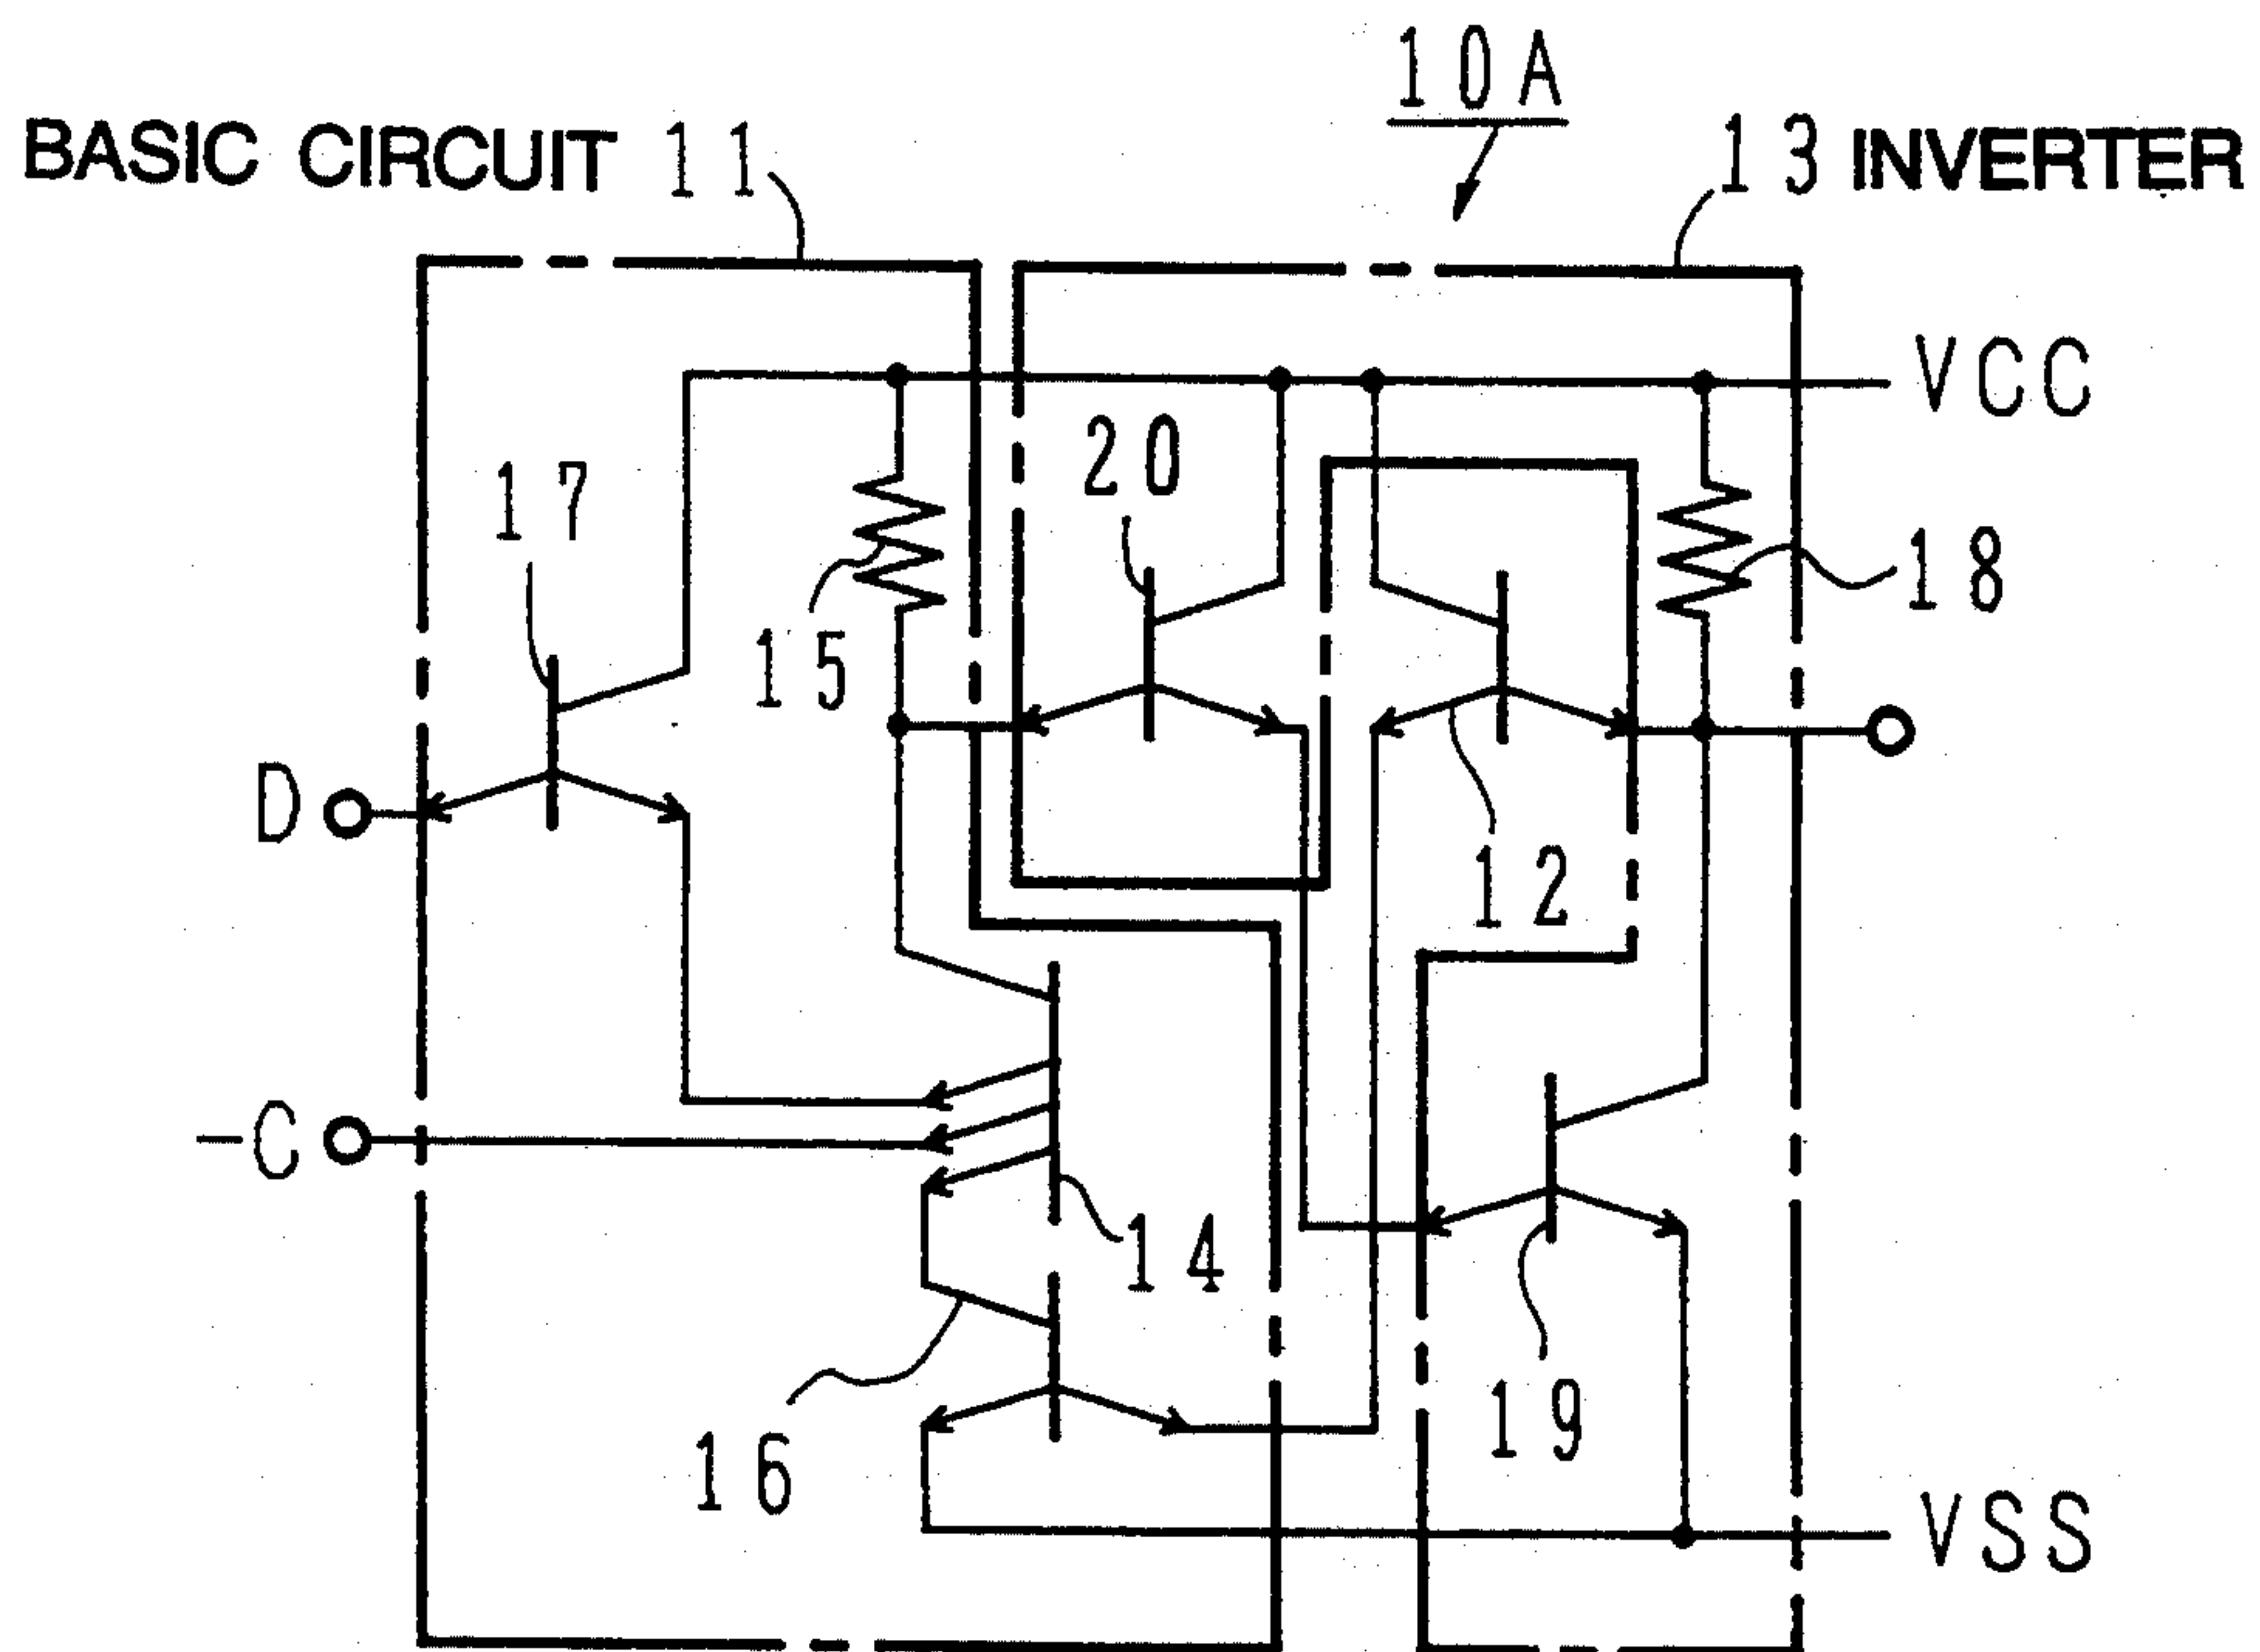 10A
BASIC CIRCUIT 11
13 INVERTER
VCC
20
17
18
15
D
12
-C
14
19
16
VSS